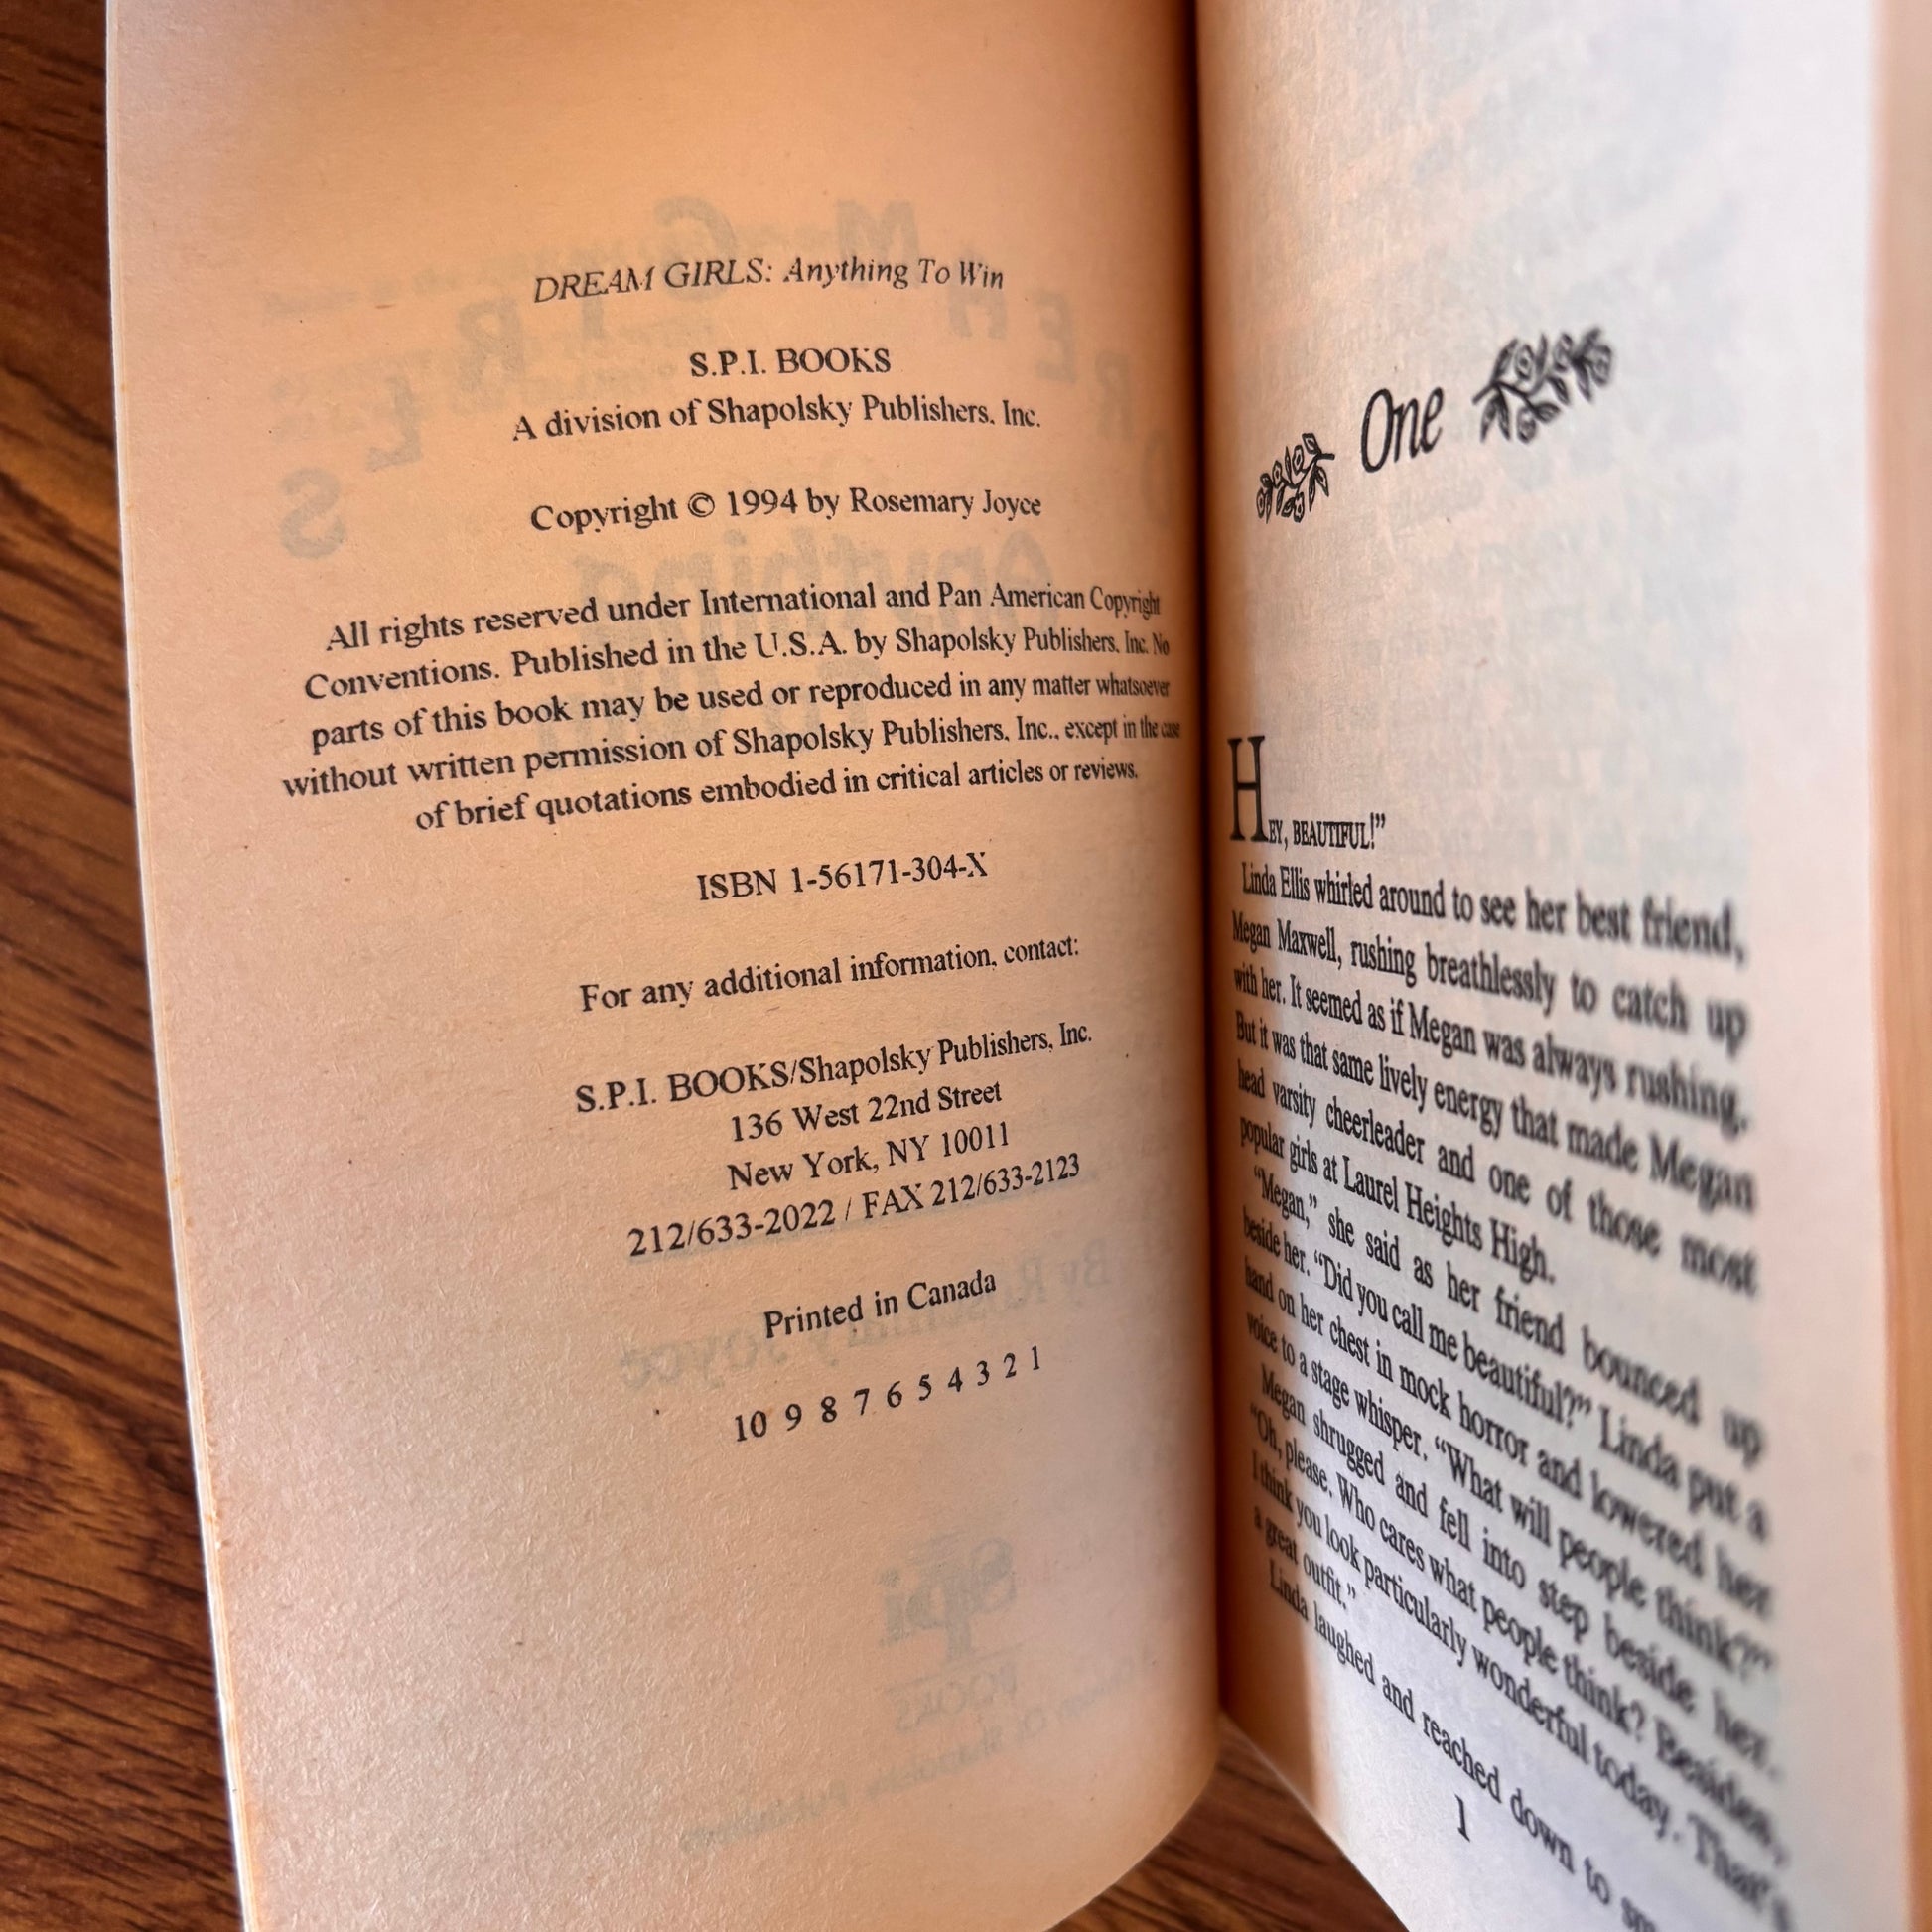 DREAM GIRLS: Anything To Win
S.P.I. BOOKS
A division of Shapolsky Publishers, Inc.
Copyright © 1994 by Rosemary Joyce
All rights reserved under International and Pan American Copyright
Conventions. Published in the U.S.A. by Shapolsky Publishers, Inc. No
parts of this book may be used or reproduced in any matter whatsoever
without written permission of Shapolsky Publishers, Inc., except in the case
of brief quotations embodied in critical articles or reviews.
ISBN 1-56171-304-X
For any additional information, contact:
S.P.I. BOOKS/Shapolsky Publishers, Inc.
136 West 22nd Street
New York, NY 10011
212/633-2022 / FAX 212/633-2123
Printed in Canada
10 9 8 7 6 5 4 3 2 1
One
HEY, BEAUTIFUL!”
Linda Ellis whirled around to see her best friend,
Megan Maxwell, rushing breathlessly to catch up
with her. It seemed as if Megan was always rushing.
But it was that same lively energy that made Megan
head varsity cheerleader and one of those most
popular girls at Laurel Heights High.
“Megan,” she said as her friend bounced up
beside her. “Did you call me beautiful?” Linda put a
hand on her chest in mock horror and lowered her
voice to a stage whisper. “What will people think?”
Megan shrugged and fell into step beside her.
“Oh, please. Who cares what people think? Besides,
I think you look particularly wonderful today. That’s
a great outfit.”
Linda laughed and reached down to
1